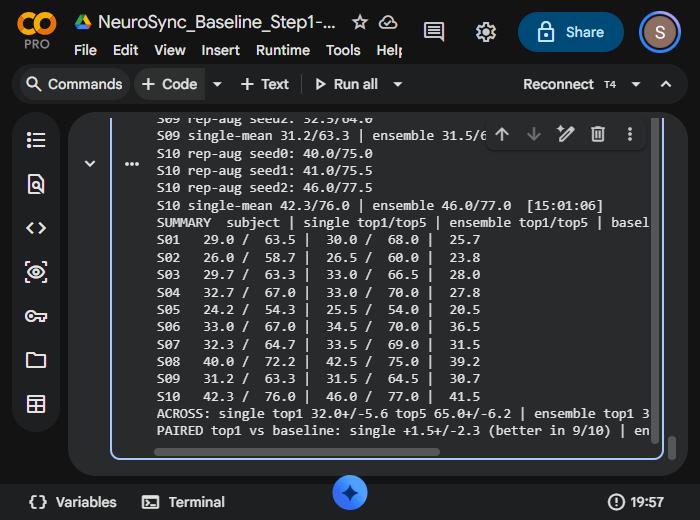 PRO
NeuroSync_Baseline_Step1-...
File Edit View Insert Runtime Tools Help
Share
S
Commands
+ Code
+ Text
Run all
Reconnect T4
S09 rep-aug seed2: 32.5/64.0
S09 single-mean 31.2/63.3 | ensemble 31.5/6
S10 rep-aug seed0: 40.0/75.0
S10 rep-aug seed1: 41.0/75.5
S10 rep-aug seed2: 46.0/77.5
S10 single-mean 42.3/76.0 | ensemble 46.0/77.0 [15:01:06]
SUMMARY subject | single top1/top5 | ensemble top1/top5 | basel
S01 29.0 / 63.5 | 30.0 / 68.0 | 25.7
S02 26.0 / 58.7 | 26.5 / 60.0 | 23.8
S03 29.7 / 63.3 | 33.0 / 66.5 | 28.0
S04 32.7 / 67.0 | 33.0 / 70.0 | 27.8
S05 24.2 / 54.3 | 25.5 / 54.0 | 20.5
S06 33.0 / 67.0 | 34.5 / 70.0 | 36.5
S07 32.3 / 64.7 | 33.5 / 69.0 | 31.5
S08 40.0 / 72.2 | 42.5 / 75.0 | 39.2
S09 31.2 / 63.3 | 31.5 / 64.5 | 30.7
S10 42.3 / 76.0 | 46.0 / 77.0 | 41.5
ACROSS: single top1 32.0+/-5.6 top5 65.0+/-6.2 | ensemble top1 3
PAIRED top1 vs baseline: single +1.5+/-2.3 (better in 9/10) | en
Variables
Terminal
19:57